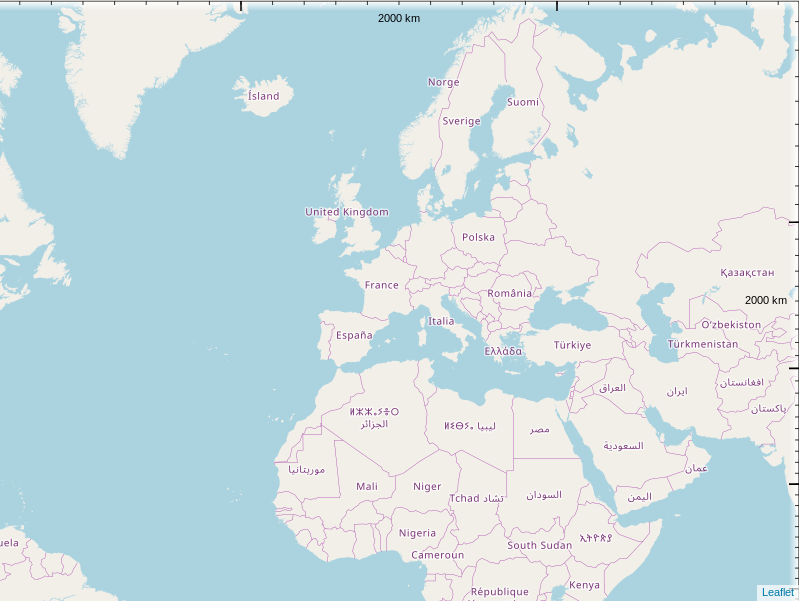 2000 km
Norge
Ísland
Suomi
Sverige
United Kingdom
Polska
Қазақстан
France
România
2000 km
Italia
O'zbekiston
España
Türkiye
Türkmenistan
Ελλάδα
افغانستان
العراق
ایران
پاکستان
ⵍⵣⵣⴰⵢⴻⵔ
الجزائر
ⵍⵉⴱⵢⴰ ليبيا
مصر
السعودية
موريتانيا
عمان
Mali
Niger
Tchad تشاد
السودان
اليمن
Nigeria
ኢትዮጵያ
South Sudan
uela
Cameroon
Kenya
République
Leaflet